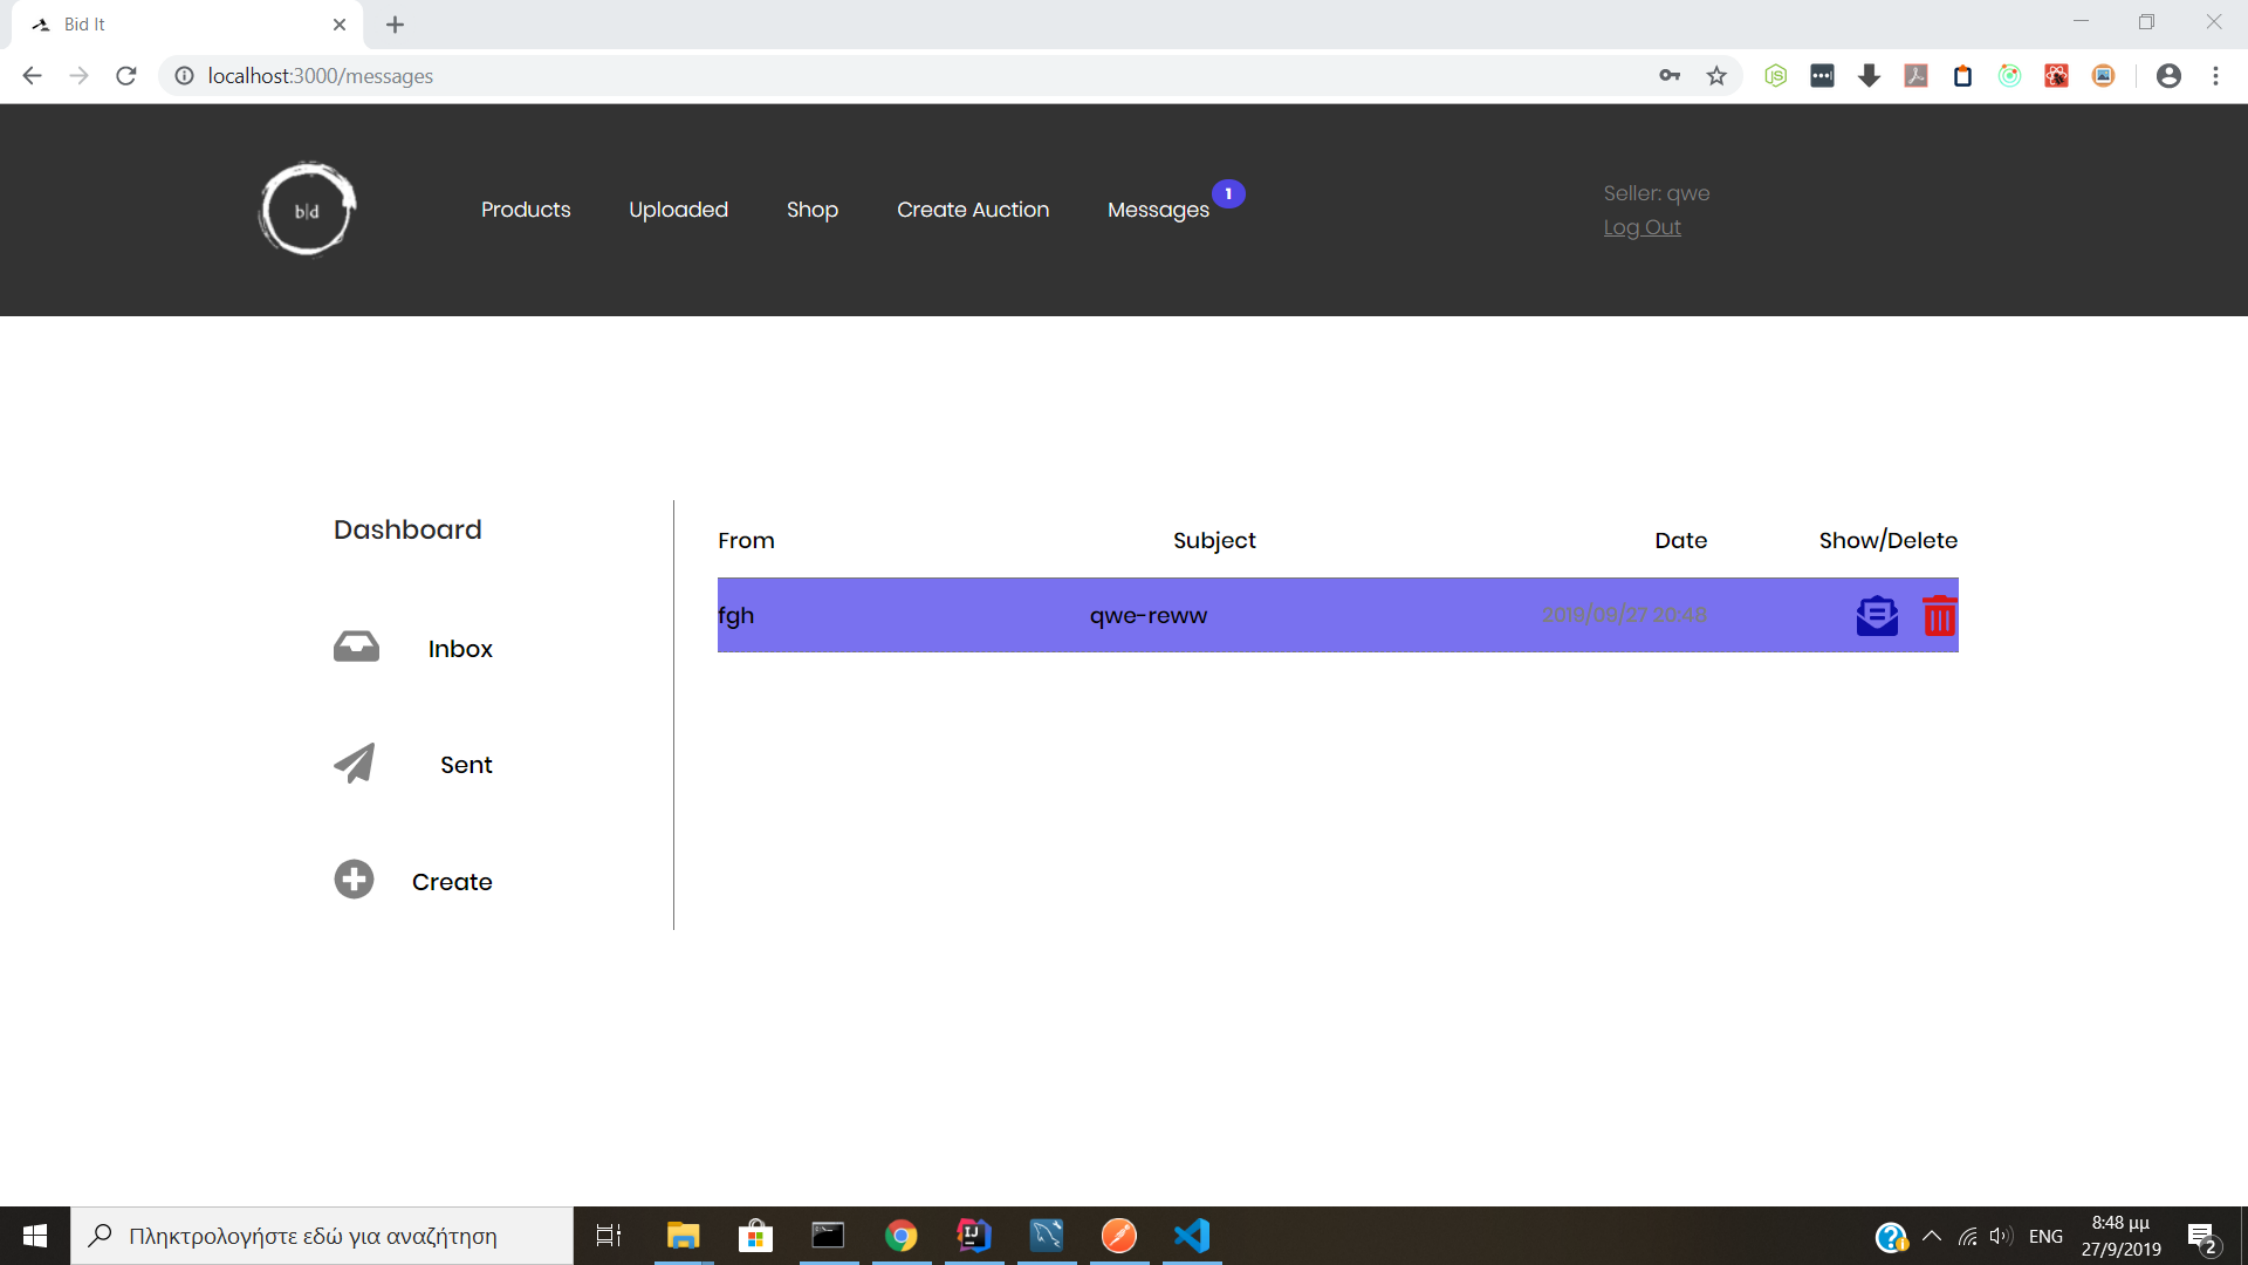 Bid It
localhost:3000/messages
b|d
Products
Uploaded
Shop
Create Auction
Messages
1
Seller: qwe
Log Out
Dashboard
Inbox
Sent
Create
From Subject Date Show/Delete
fgh qwe-reww 2019/09/27 20:48
Πληκτρολογήστε εδώ για αναζήτηση
ENG
8:48 μμ
27/9/2019
2